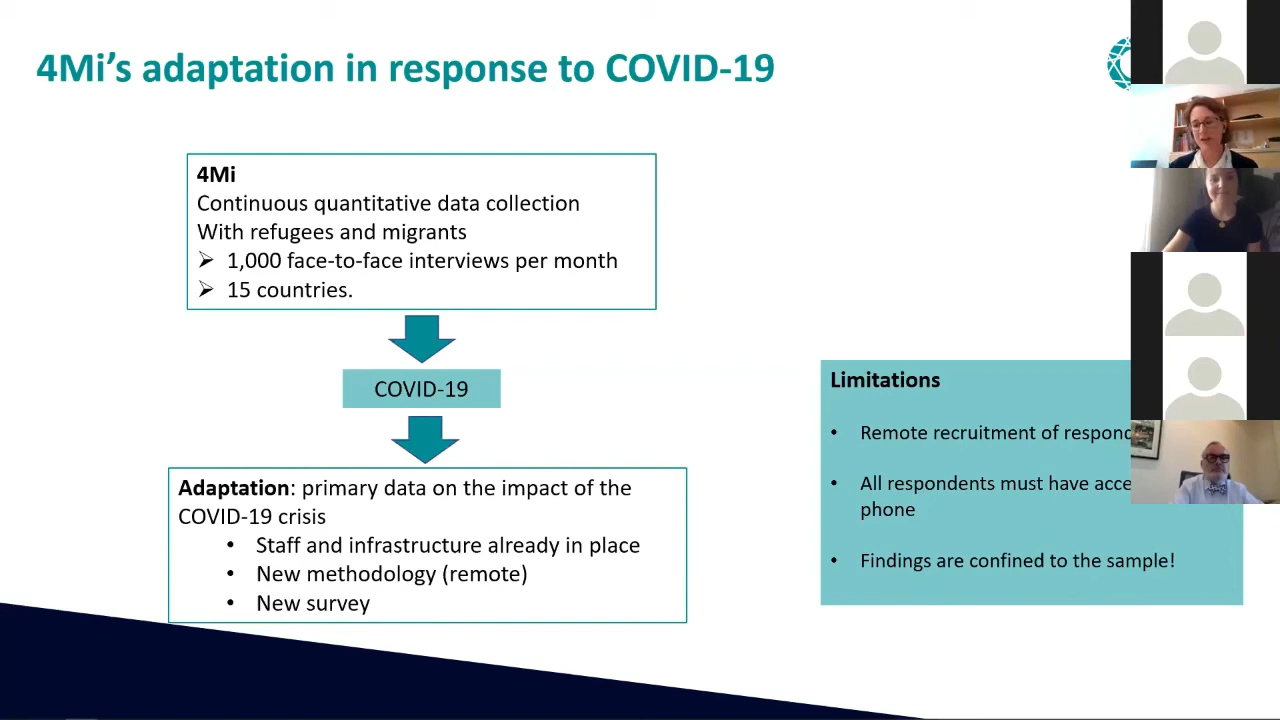 4Mi’s adaptation in response to COVID-19
4Mi
Continuous quantitative data collection
With refugees and migrants
➢ 1,000 face-to-face interviews per month
➢ 15 countries.
COVID-19
Adaptation: primary data on the impact of the
COVID-19 crisis
• Staff and infrastructure already in place
• New methodology (remote)
• New survey
Limitations
• Remote recruitment of
• All respondents must have
phone
• Findings are confined to the sample!